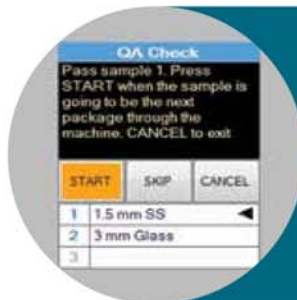 QA Check
Pass sample 1. Press
START when the sample is
going to be the next
package through the
machine. CANCEL to exit
START SKIP CANCEL
1 1.5 mm SS
2 3 mm Glass
3